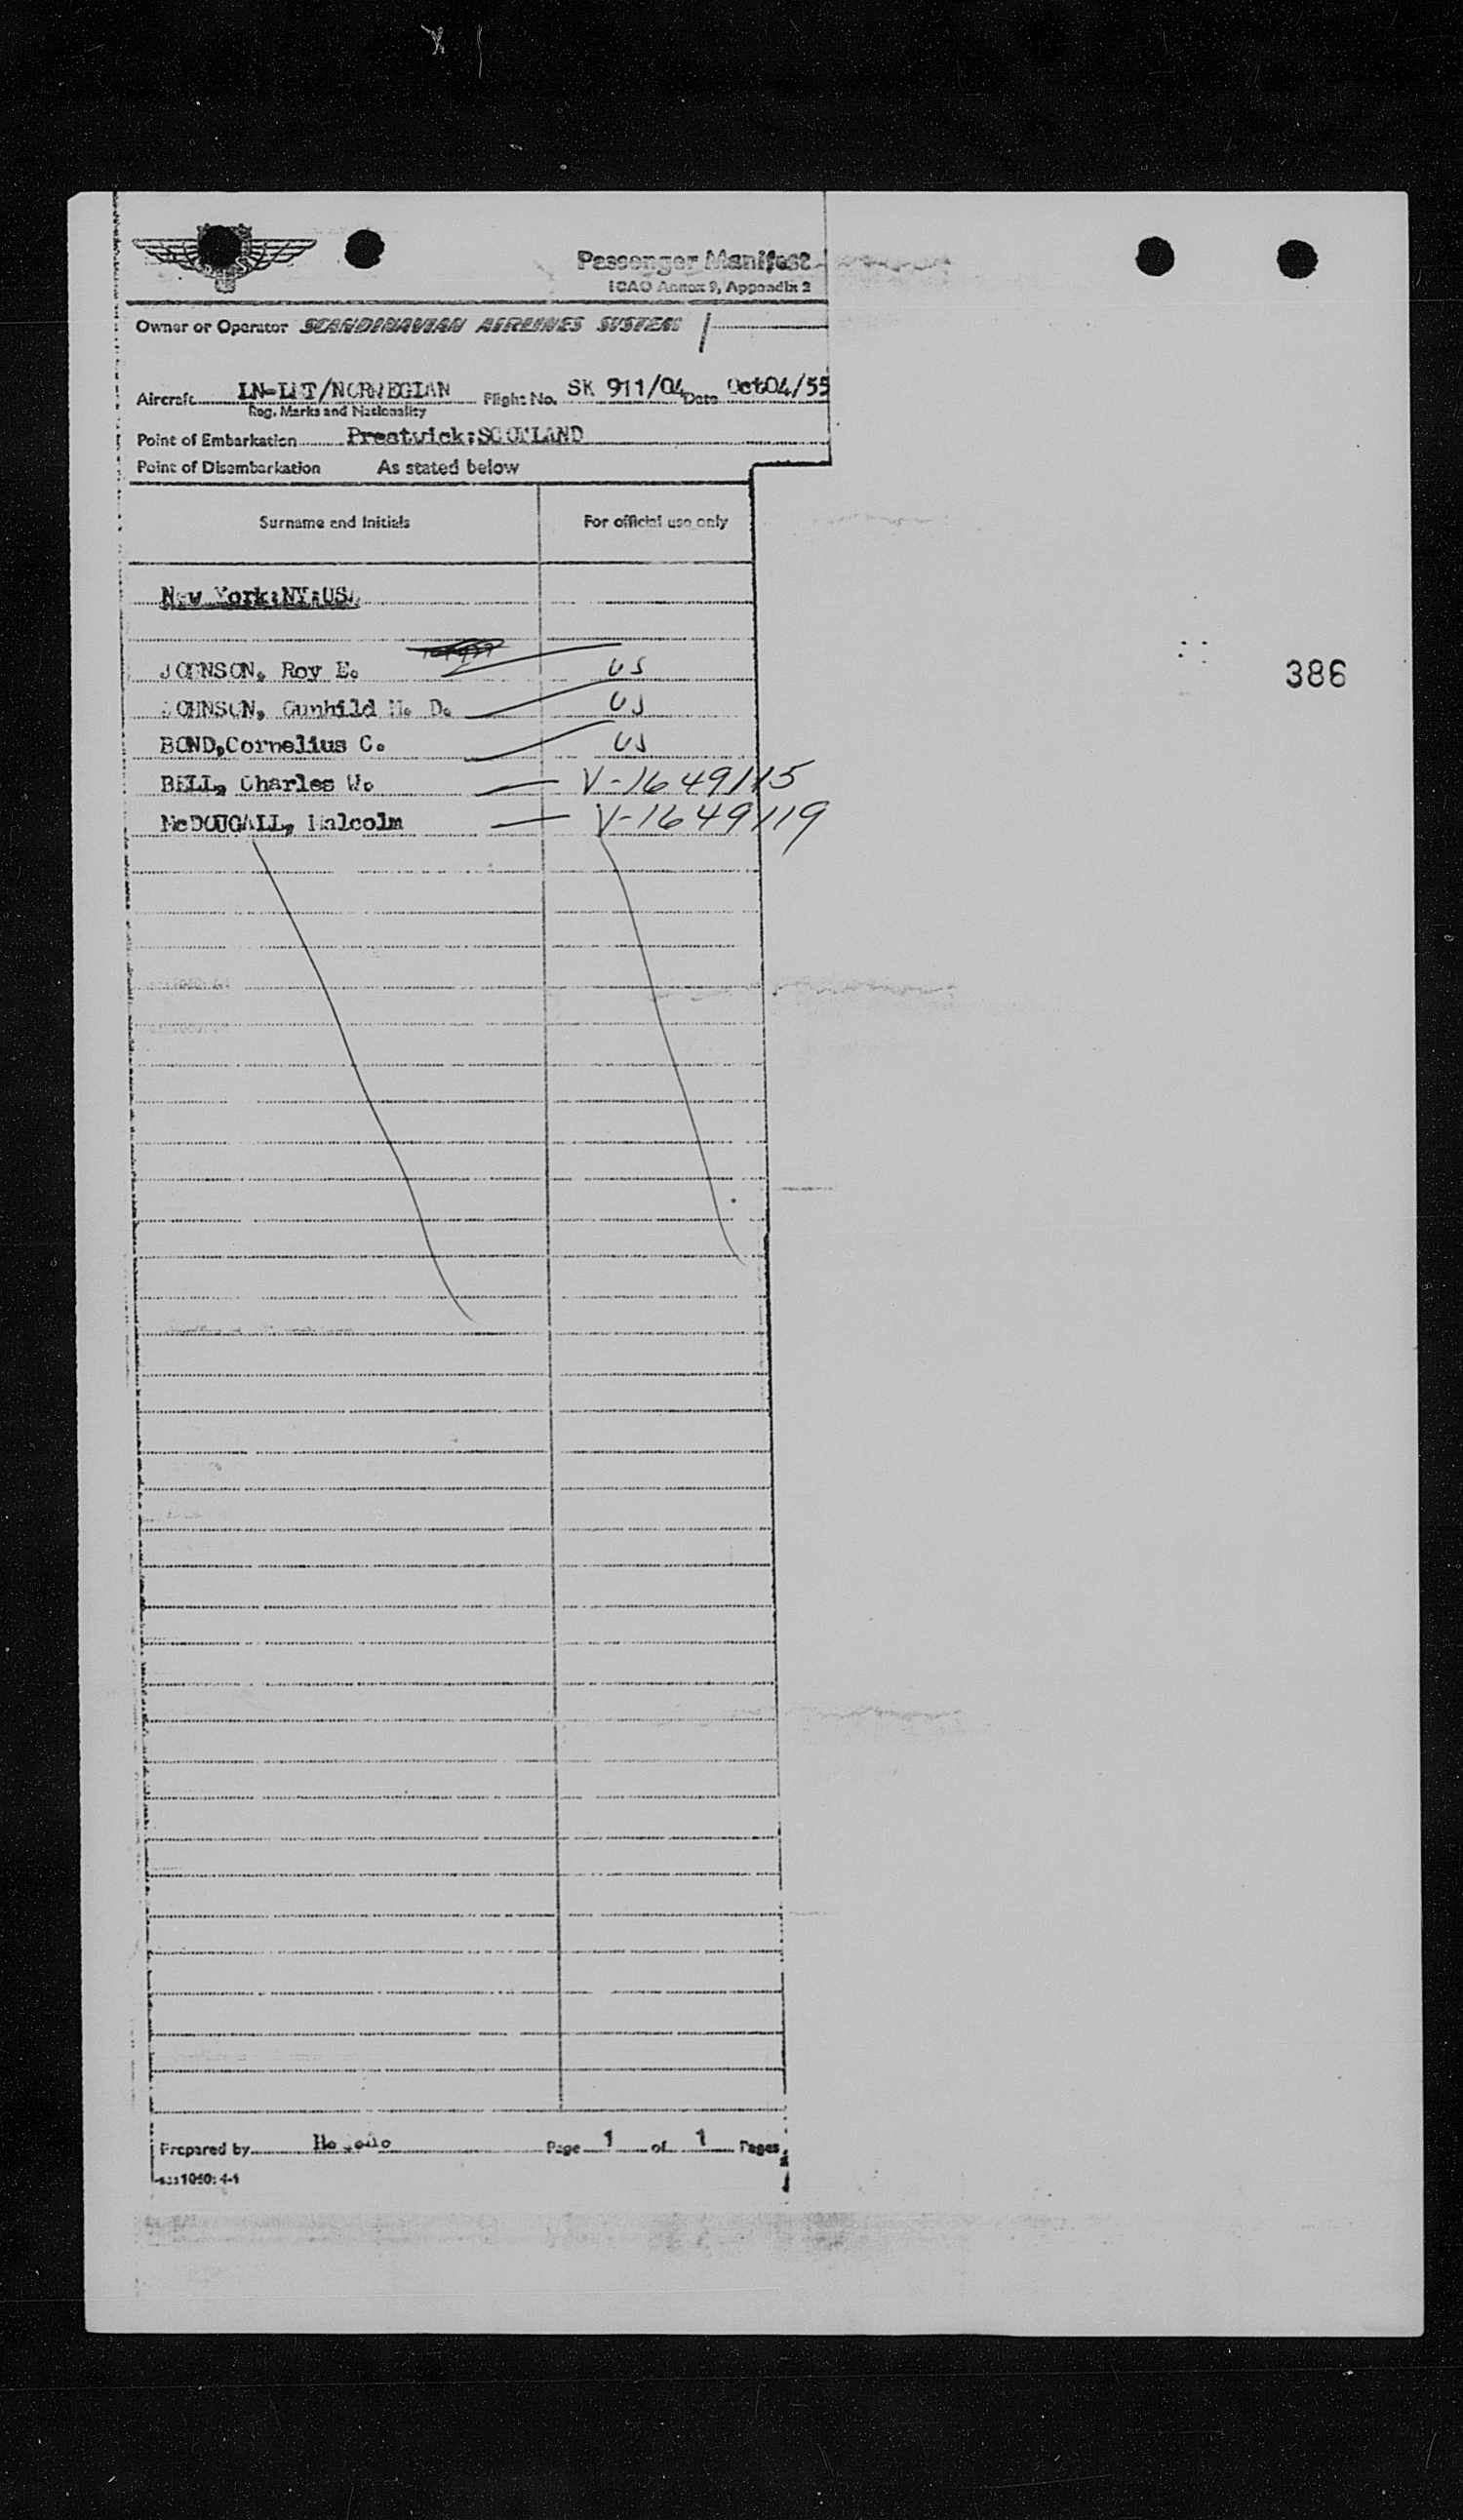 Passenger Manifest
ICAO Annex 9, Appendix 2
Owner or Operator SCANDINAVIAN AIRLINES SYSTEM
Aircraft /NORWEGIAN Flight No. SK 911/04 Date Oct04/55
Reg. Marks and Nationality
Point of Embarkation Prestwick:SCOTLAND
Point of Disembarkation As stated below
Surname and Initials For official use only
New York:NY:USA
JOHNSON, Roy E. US
JOHNSON, Gunhild M. D. US
386
BOND,Cornelius C. US
BELL, Charles W. V-1649115
McDOUGALL, Malcolm V-1649119
Prepared by Page 1 of 1 Pages